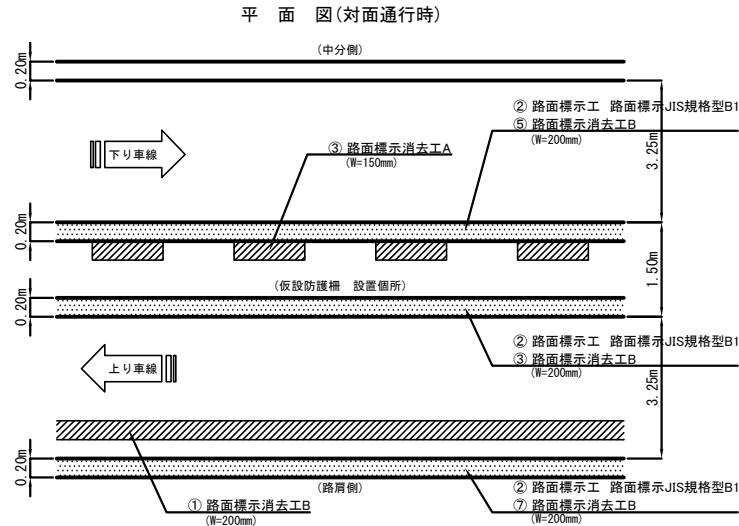 平 面 図(対面通行時)
(中分側)
0.20m
② 路面標示工 路面標示JIS規格型B1
⑤ 路面標示消去工B
(W=200mm)
3.25m
下り車線
③ 路面標示消去工A
(W=150mm)
0.20m
1.50m
(仮設防護柵 設置個所)
0.20m
② 路面標示工 路面標示JIS規格型B1
③ 路面標示消去工B
(W=200mm)
上り車線
3.25m
0.20m
(路肩側)
① 路面標示消去工B
(W=200mm)
② 路面標示工 路面標示JIS規格型B1
⑦ 路面標示消去工B
(W=200mm)